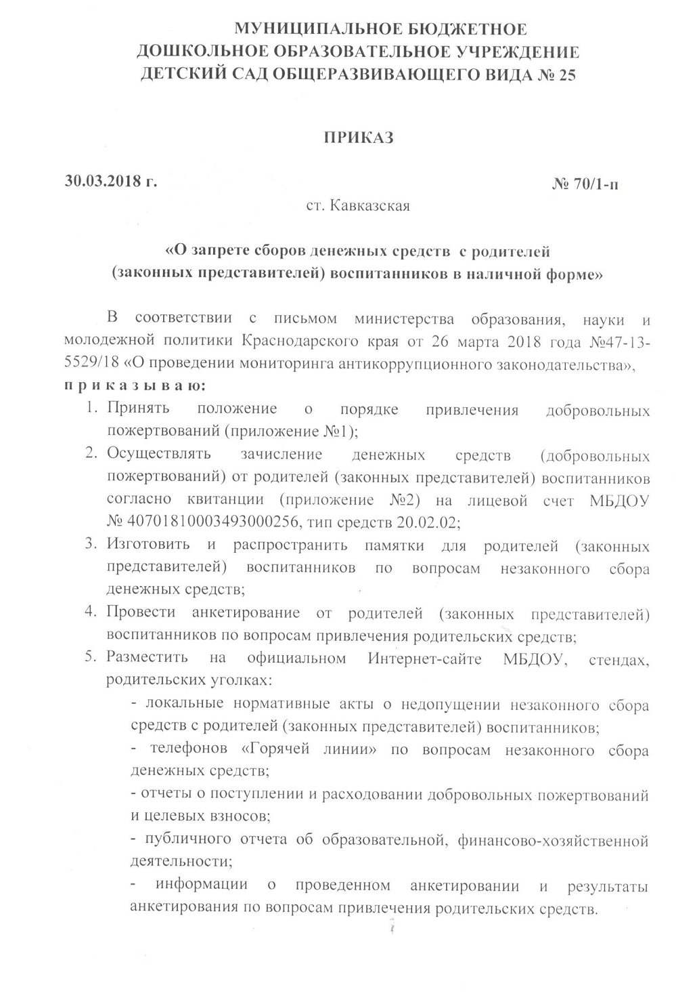 МУНИЦИПАЛЬНОЕ БЮДЖЕТНОЕ
ДОШКОЛЬНОЕ ОБРАЗОВАТЕЛЬНОЕ УЧРЕЖДЕНИЕ
ДЕТСКИЙ САД ОБЩЕРАЗВИВАЮЩЕГО ВИДА № 25
ПРИКАЗ
30.03.2018 г. № 70/1-п
ст. Кавказская
«О запрете сборов денежных средств с родителей
(законных представителей) воспитанников в наличной форме»
В соответствии с письмом министерства образования, науки и
молодежной политики Краснодарского края от 26 марта 2018 года №47-13-
5529/18 «О проведении мониторинга антикоррупционного законодательства»,
п р и к а з ы в а ю:
1. Принять положение о порядке привлечения добровольных
пожертвований (приложение №1);
2. Осуществлять зачисление денежных средств (добровольных
пожертвований) от родителей (законных представителей) воспитанников
согласно квитанции (приложение №2) на лицевой счет МБДОУ
№ 40701810003493000256, тип средств 20.02.02;
3. Изготовить и распространить памятки для родителей (законных
представителей) воспитанников по вопросам незаконного сбора
денежных средств;
4. Провести анкетирование от родителей (законных представителей)
воспитанников по вопросам привлечения родительских средств;
5. Разместить на официальном Интернет-сайте МБДОУ, стендах,
родительских уголках:
- локальные нормативные акты о недопущении незаконного сбора
средств с родителей (законных представителей) воспитанников;
- телефонов «Горячей линии» по вопросам незаконного сбора
денежных средств;
- отчеты о поступлении и расходовании добровольных пожертвований
и целевых взносов;
- публичного отчета об образовательной, финансово-хозяйственной
деятельности;
- информации о проведенном анкетировании и результаты
анкетирования по вопросам привлечения родительских средств.